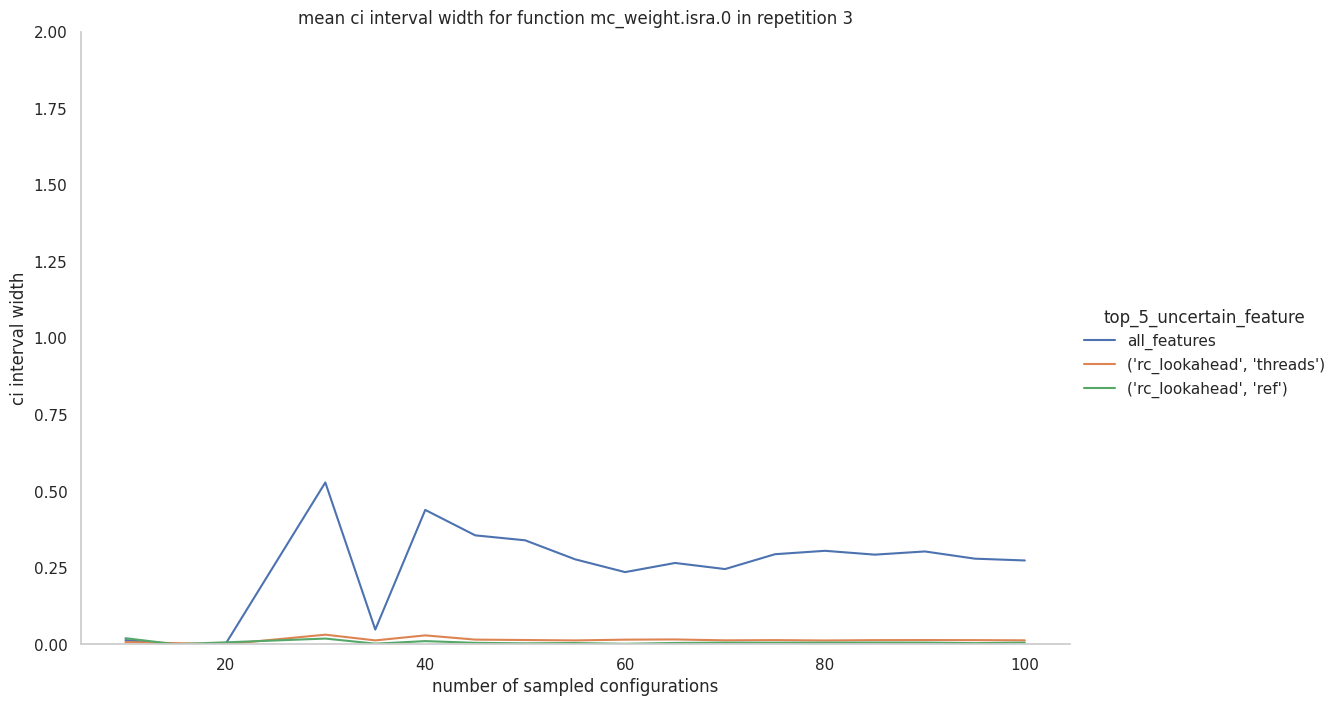 mean ci interval width for function mc_weight.isra.0 in repetition 3
2.00
1.75
1.50
1.25
1.00
0.75
0.50
0.25
0.00
ci interval width
20
40
60
80
100
number of sampled configurations
top_5_uncertain_feature
all_features
('rc_lookahead', 'threads')
('rc_lookahead', 'ref')